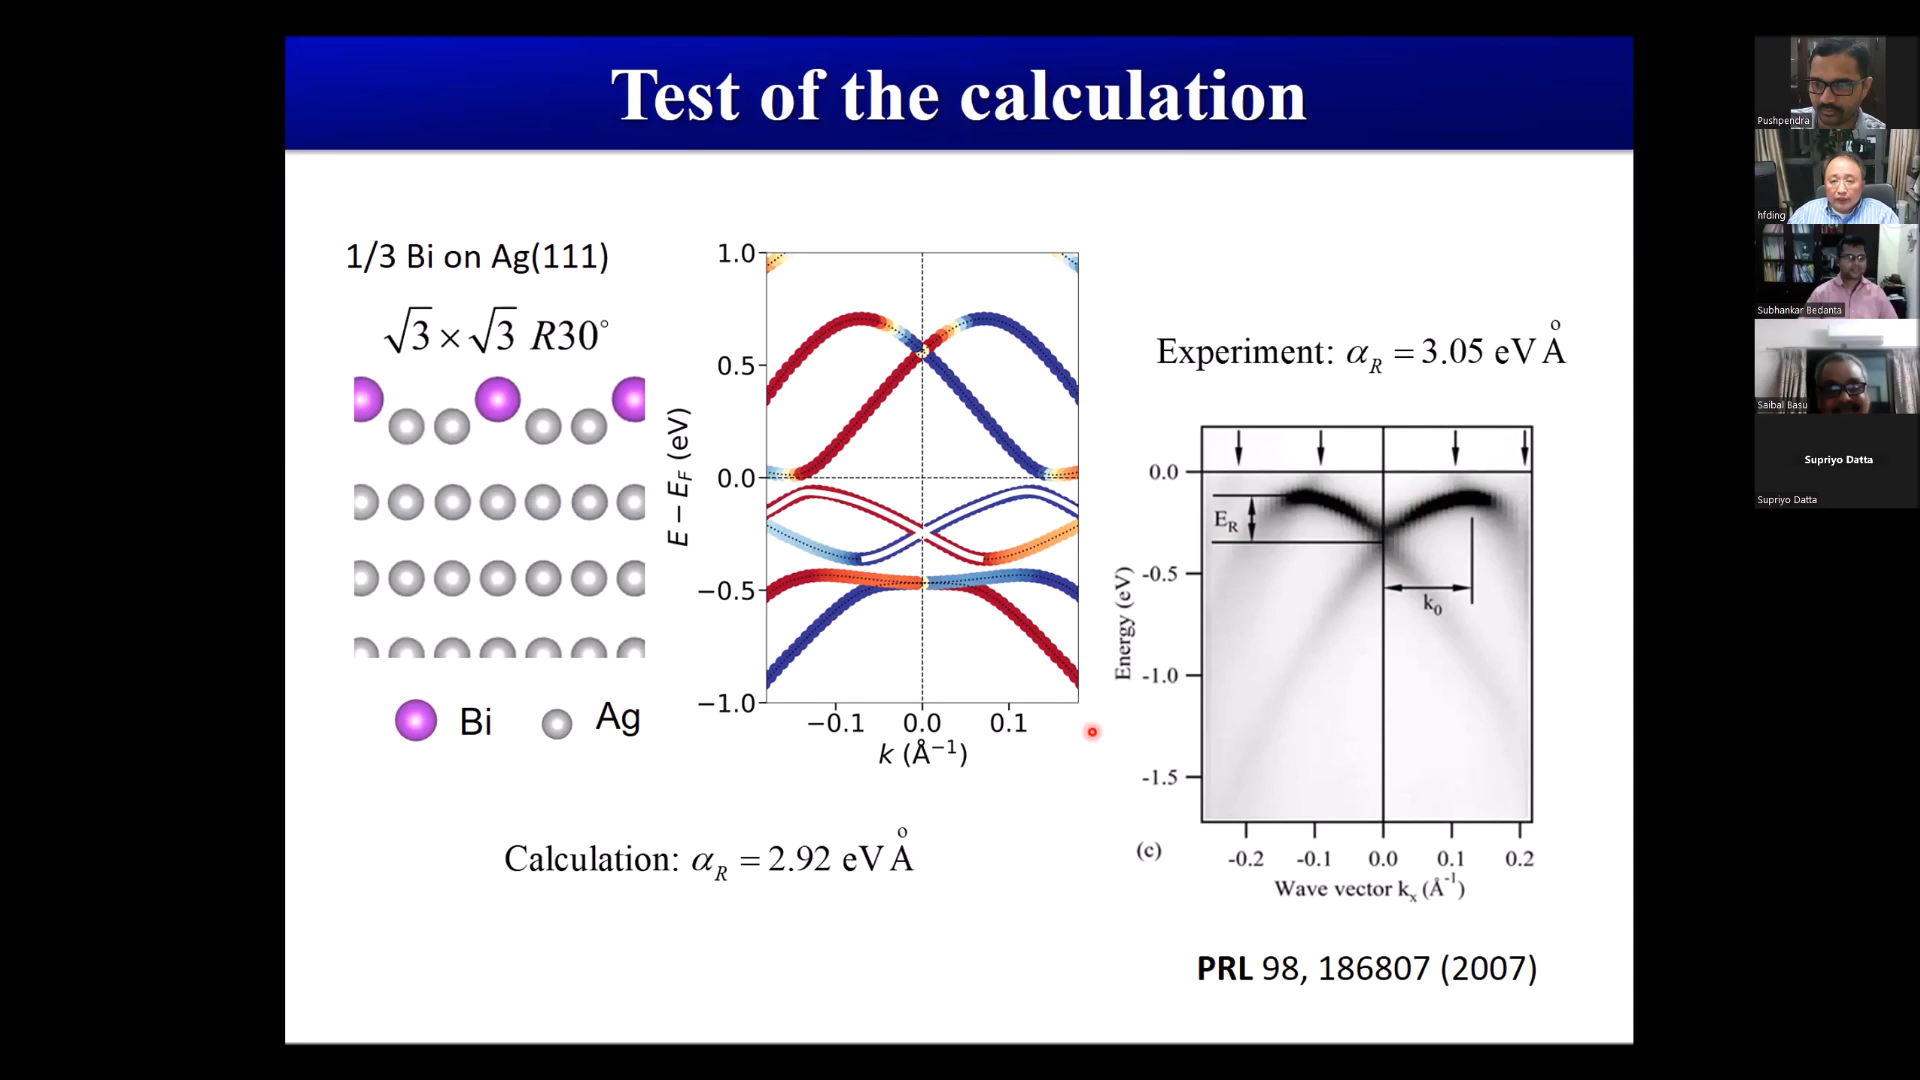 Test of the calculation
1/3 Bi on Ag(111)
√3 × √3 R30°
Bi
Ag
1.0
0.5
0.0
−0.5
−1.0
E − E_F (eV)
−0.1
0.0
0.1
k (Å⁻¹)
Calculation: α_R = 2.92 eV Å
Experiment: α_R = 3.05 eV Å
0.0
-0.5
-1.0
-1.5
Energy (eV)
E_R
k_0
(c)
-0.2
-0.1
0.0
0.1
0.2
Wave vector k_x (Å⁻¹)
PRL 98, 186807 (2007)
Pushpendra
hfding
Subhankar Bedanta
Saibal Basu
Supriyo Datta
Supriyo Datta